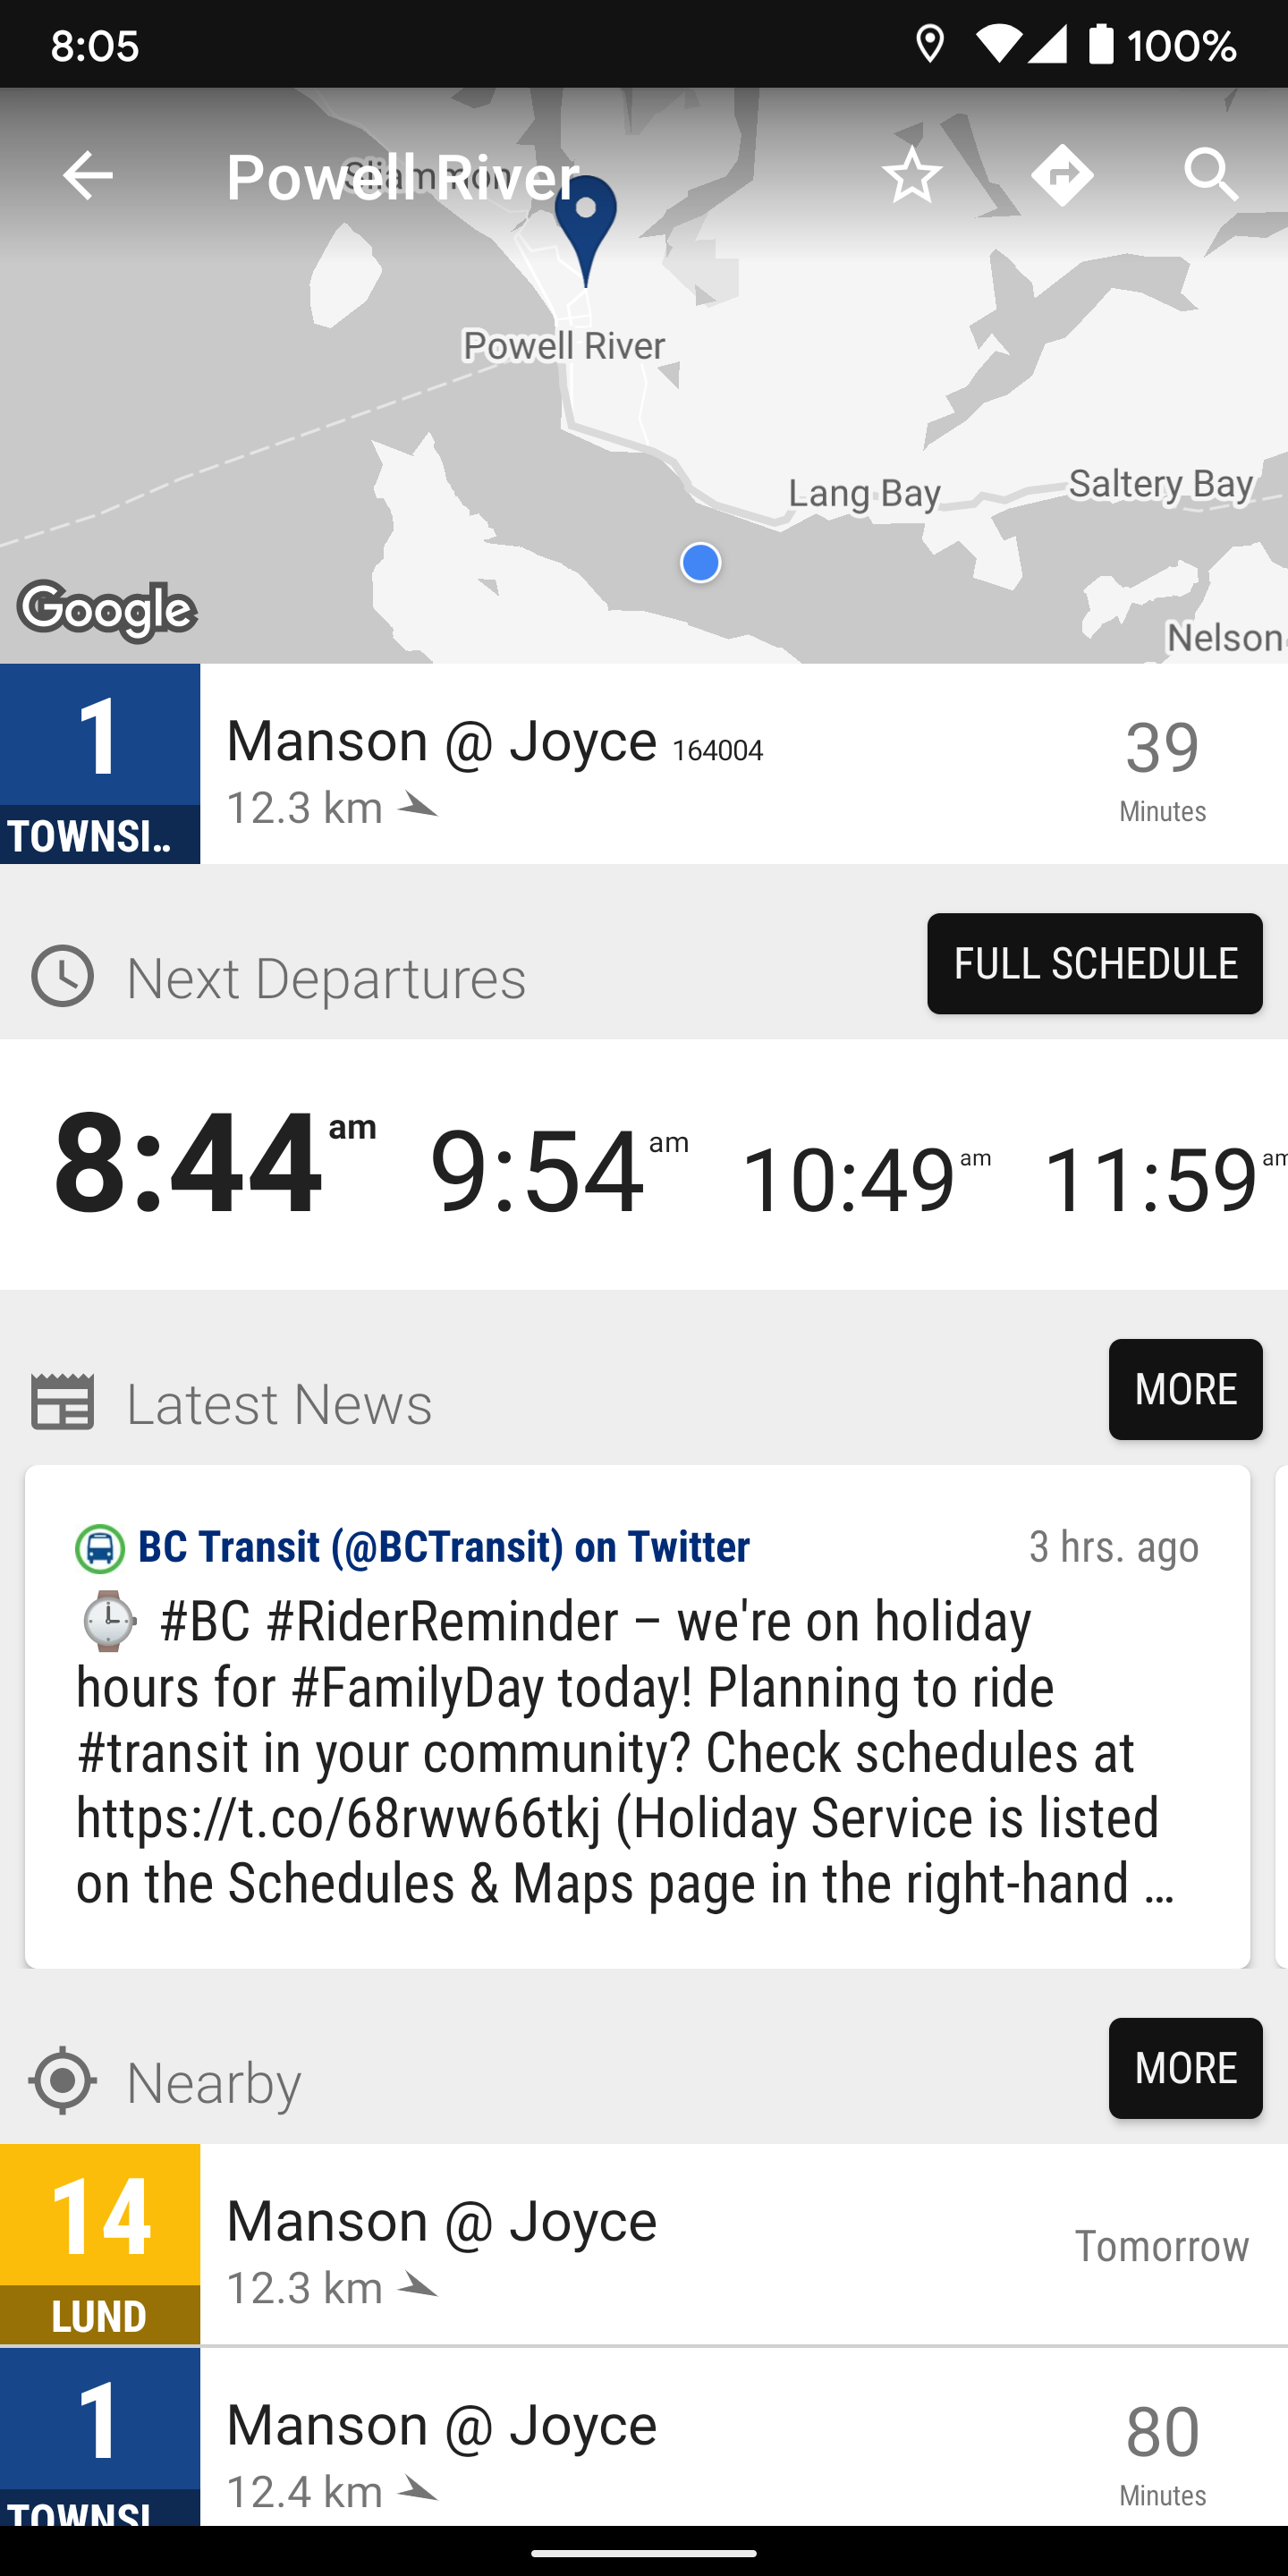 8:05
100%
Powell River
Sliammon
Powell River
Lang Bay
Saltery Bay
Nelson
Google
1
TOWNSI..
Manson @ Joyce 164004
12.3 km
39
Minutes
Next Departures
FULL SCHEDULE
8:44 am 9:54 am 10:49 am 11:59 am
Latest News
MORE
BC Transit (@BCTransit) on Twitter
3 hrs. ago
#BC #RiderReminder – we're on holiday
hours for #FamilyDay today! Planning to ride
#transit in your community? Check schedules at
https://t.co/68rww66tkj (Holiday Service is listed
on the Schedules & Maps page in the right-hand …
Nearby
MORE
14
LUND
Manson @ Joyce
12.3 km
Tomorrow
1
TOWNSI
Manson @ Joyce
12.4 km
80
Minutes